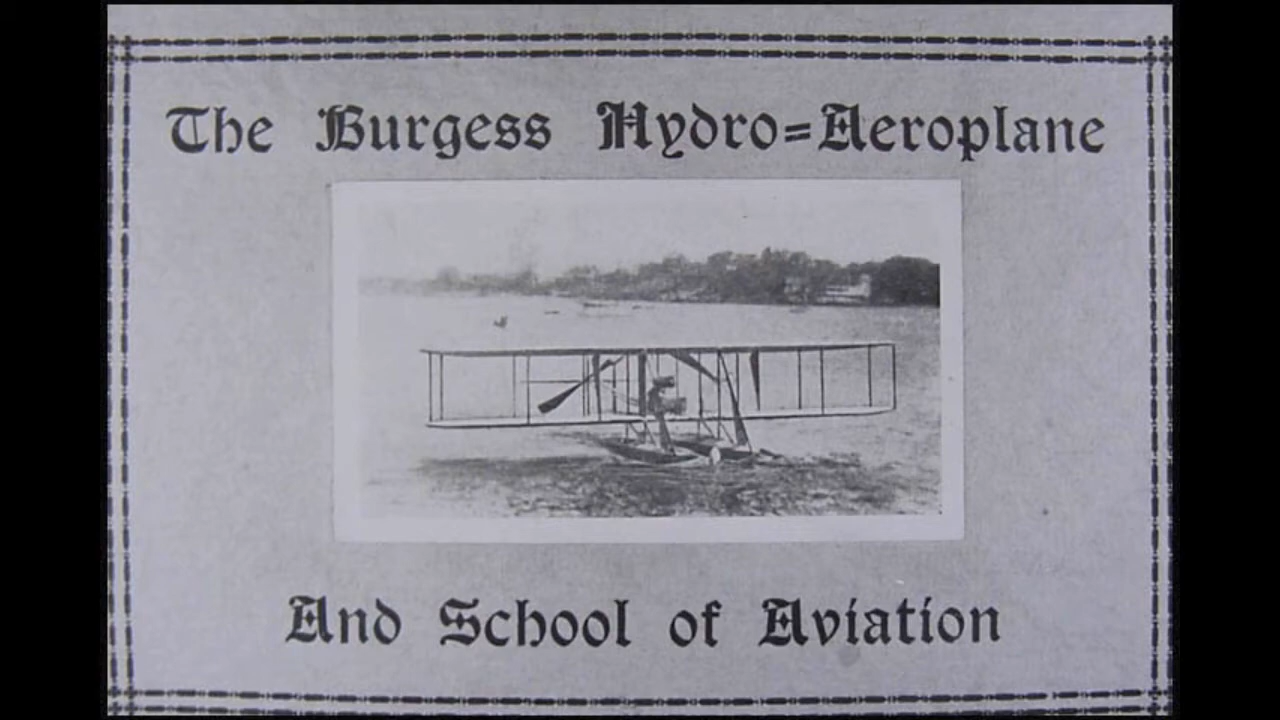 The Burgess Hydro=Aeroplane
And School of Aviation